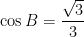 cos B = √3/3